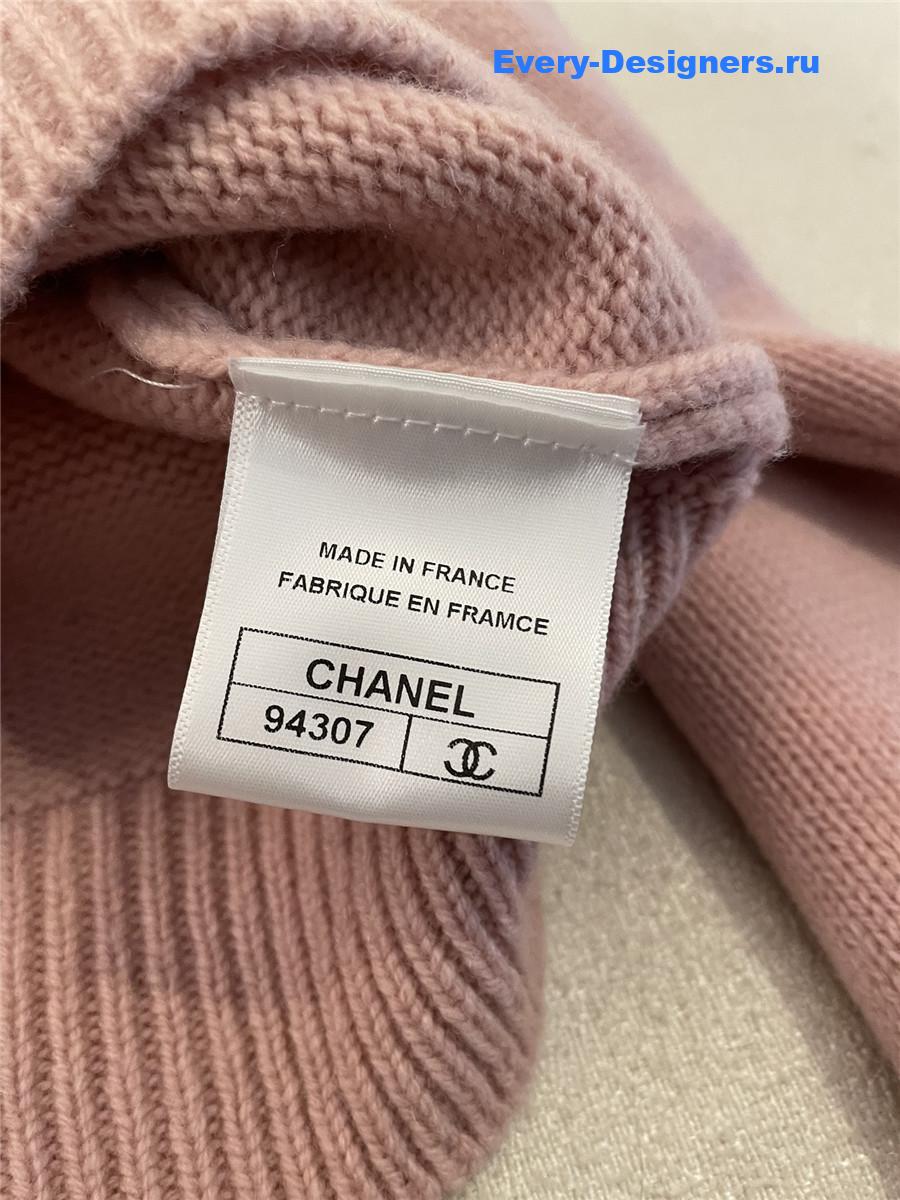 Every-Designers.ru
MADE IN FRANCE
FABRIQUE EN FRAMCE
CHANEL
94307